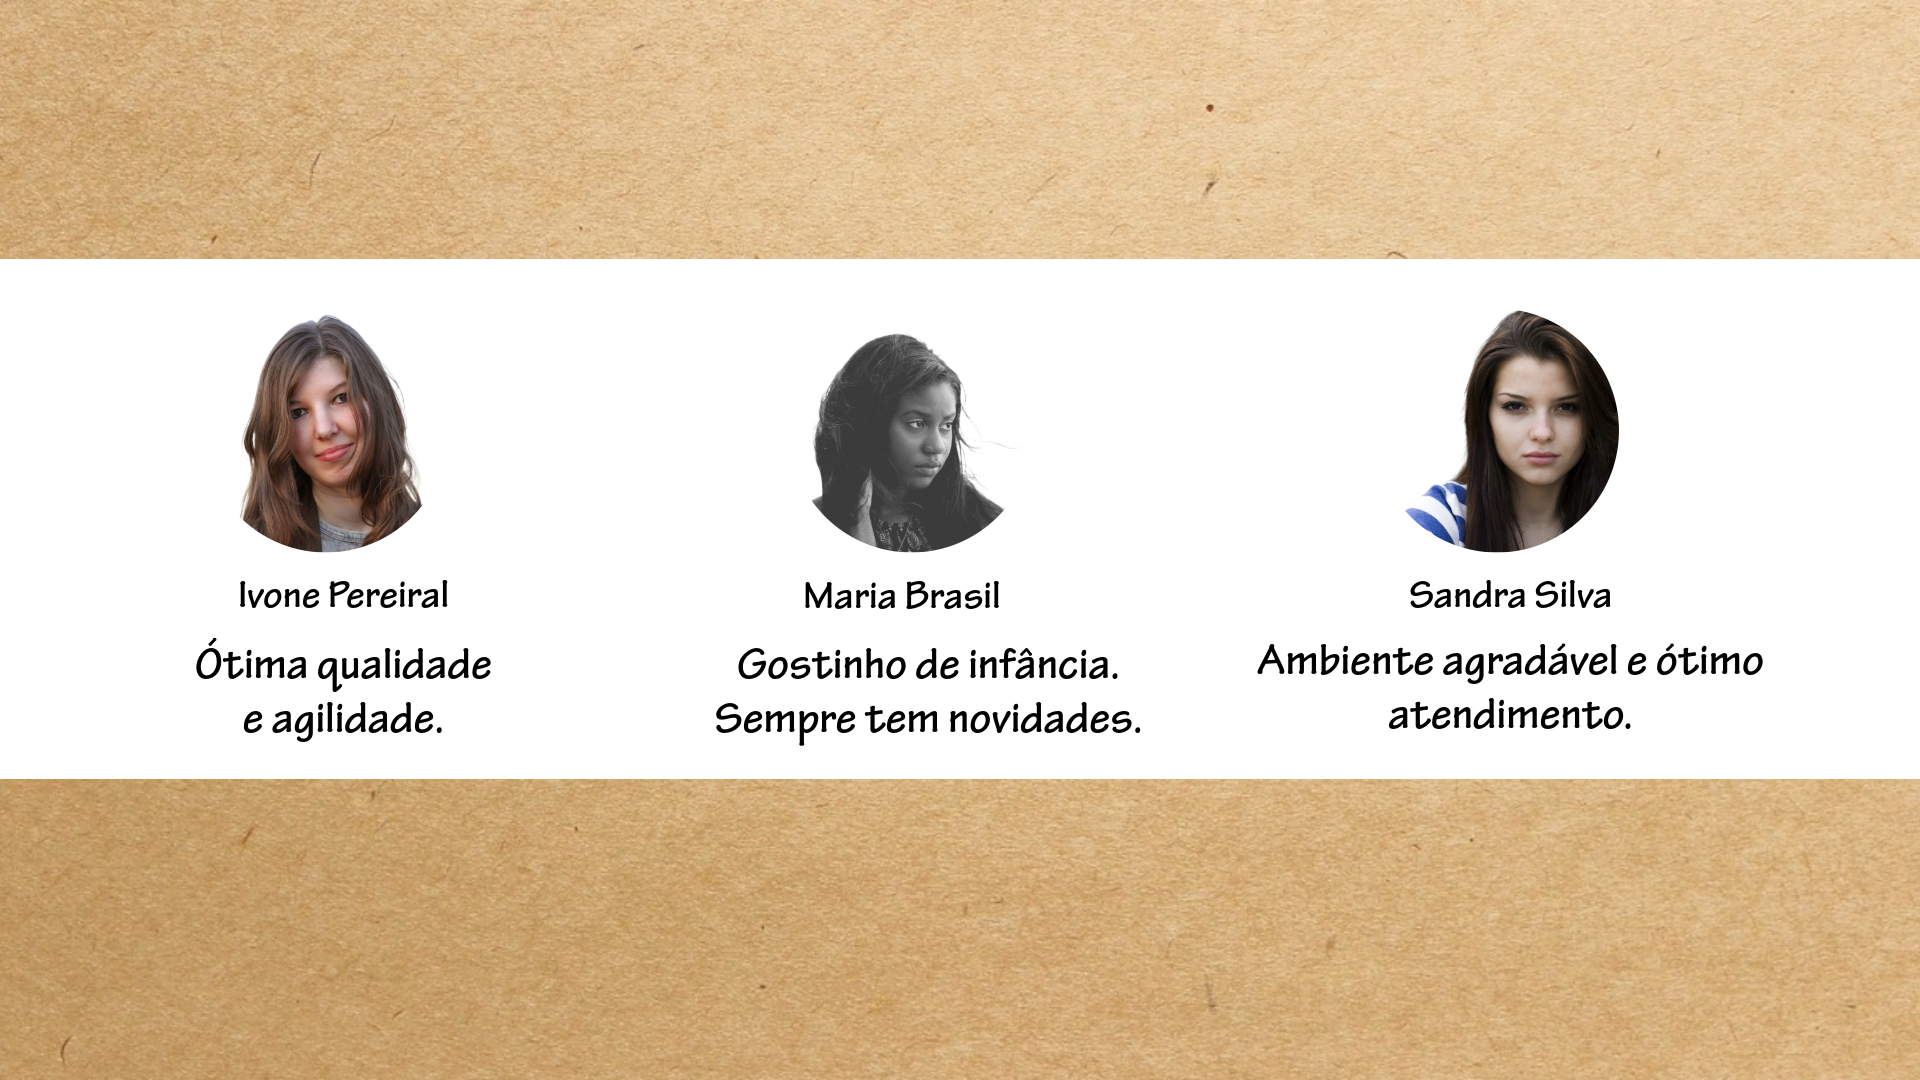 Ivone Pereiral
Ótima qualidade
e agilidade.
Maria Brasil
Gostinho de infância.
Sempre tem novidades.
Sandra Silva
Ambiente agradável e ótimo
atendimento.